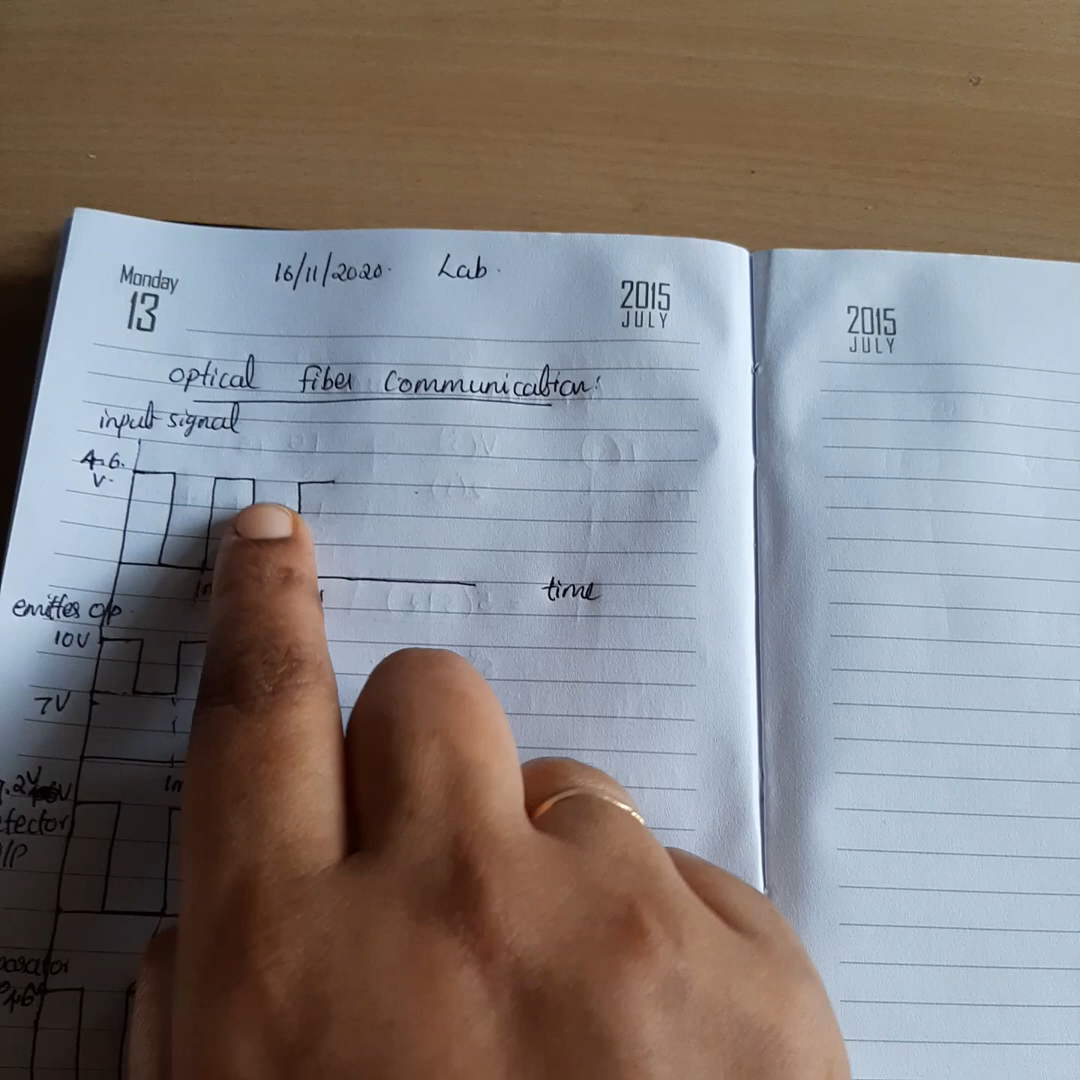 16/11/2020. Lab.
Monday
13
2015
JULY
2015
JULY
optical fiber communication:
input signal
4.6.
V.
time
emitter o/p.
10V
7V